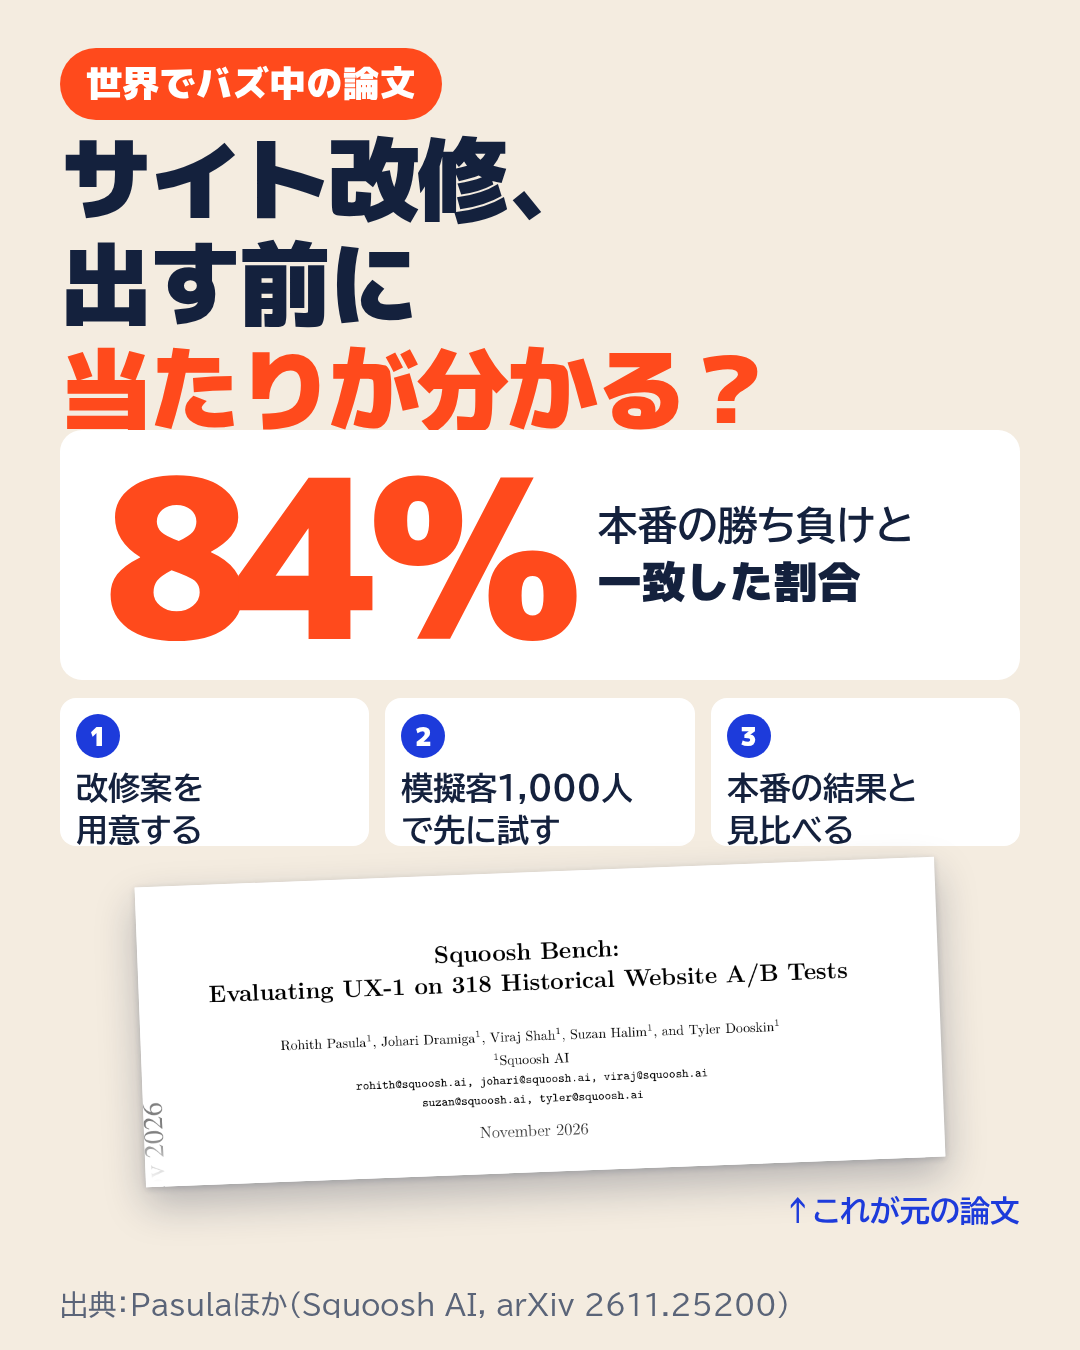 世界でバズ中の論文
サイト改修、
出す前に
当たりが分かる？
84%
本番の勝ち負けと
一致した割合
1
改修案を
用意する
2
模擬客1,000人
で先に試す
3
本番の結果と
見比べる
Squoosh Bench:
Evaluating UX-1 on 318 Historical Website A/B Tests
Rohith Pasula¹, Johari Dramiga¹, Viraj Shah¹, Suzan Halim¹, and Tyler Dooskin¹
¹Squoosh AI
rohith@squoosh.ai, johari@squoosh.ai, viraj@squoosh.ai
suzan@squoosh.ai, tyler@squoosh.ai
November 2026
v 2026
↑これが元の論文
出典：Pasulaほか（Squoosh AI, arXiv 2611.25200）